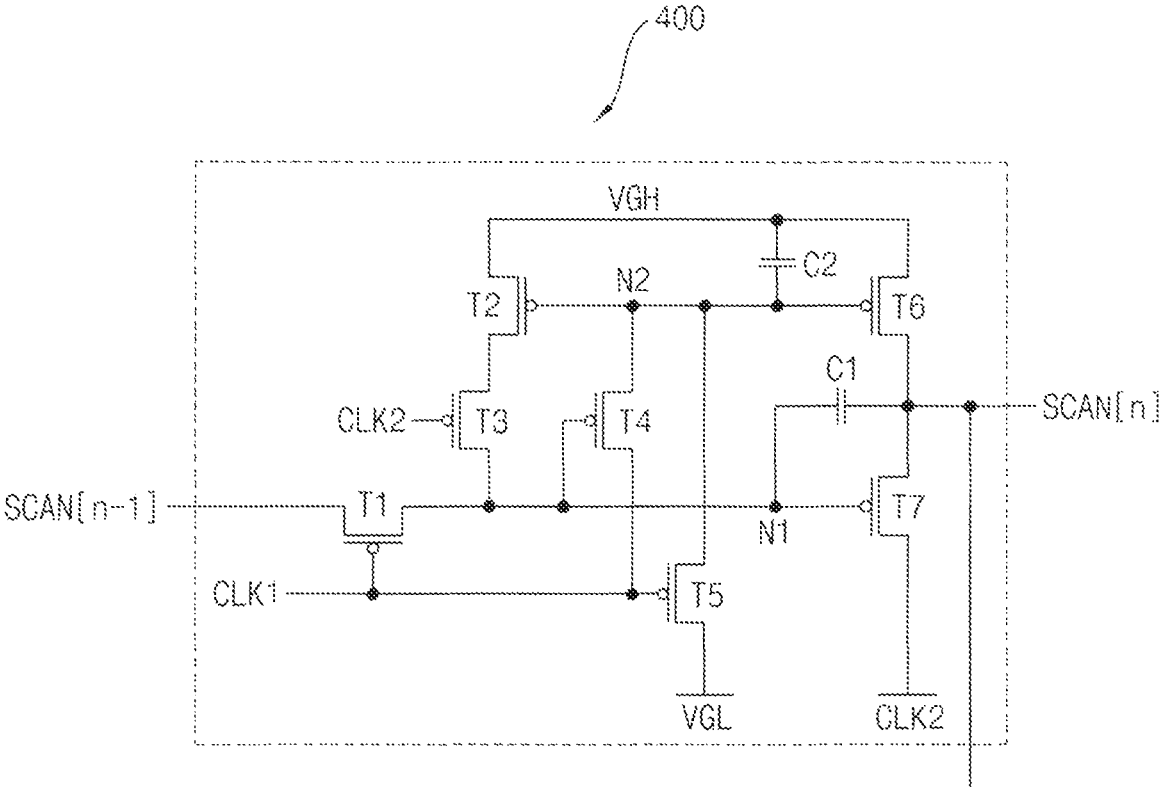 400
VGH
C2
N2
T2
T6
C1
CLK2
T3
T4
SCAN[n]
SCAN[n-1]
T1
T7
N1
CLK1
T5
VGL
CLK2